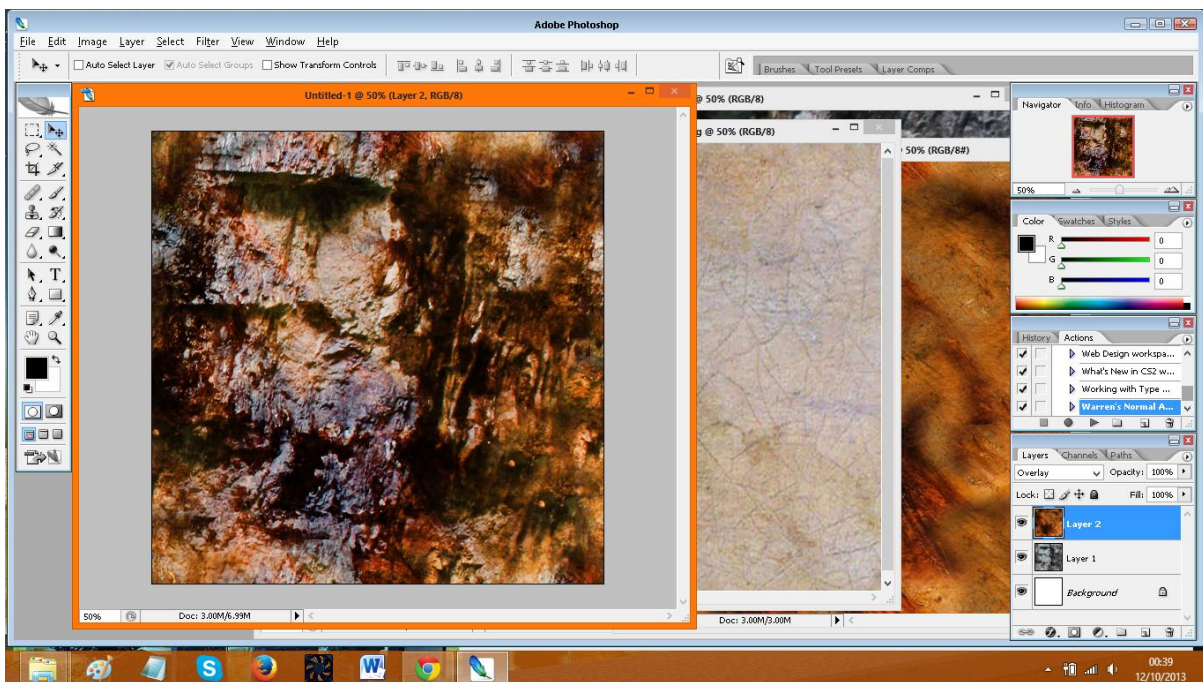 Adobe Photoshop
File Edit Image Layer Select Filter View Window Help
Auto Select Layer Auto Select Groups Show Transform Controls
Brushes Tool Presets Layer Comps
Untitled-1 @ 50% (Layer 2, RGB/8)
@ 50% (RGB/8)
g @ 50% (RGB/8)
@ 50% (RGB/8#)
50% Doc: 3.00M/6.99M
Doc: 3.00M/3.00M
Navigator Info Histogram
50%
Color Swatches Styles
R 0
G 0
B 0
History Actions
Web Design workspa...
What's New in CS2 w...
Working with Type ...
Warren's Normal A...
Layers Channels Paths
Overlay Opacity: 100%
Lock: Fill: 100%
Layer 2
Layer 1
Background
00:39
12/10/2013